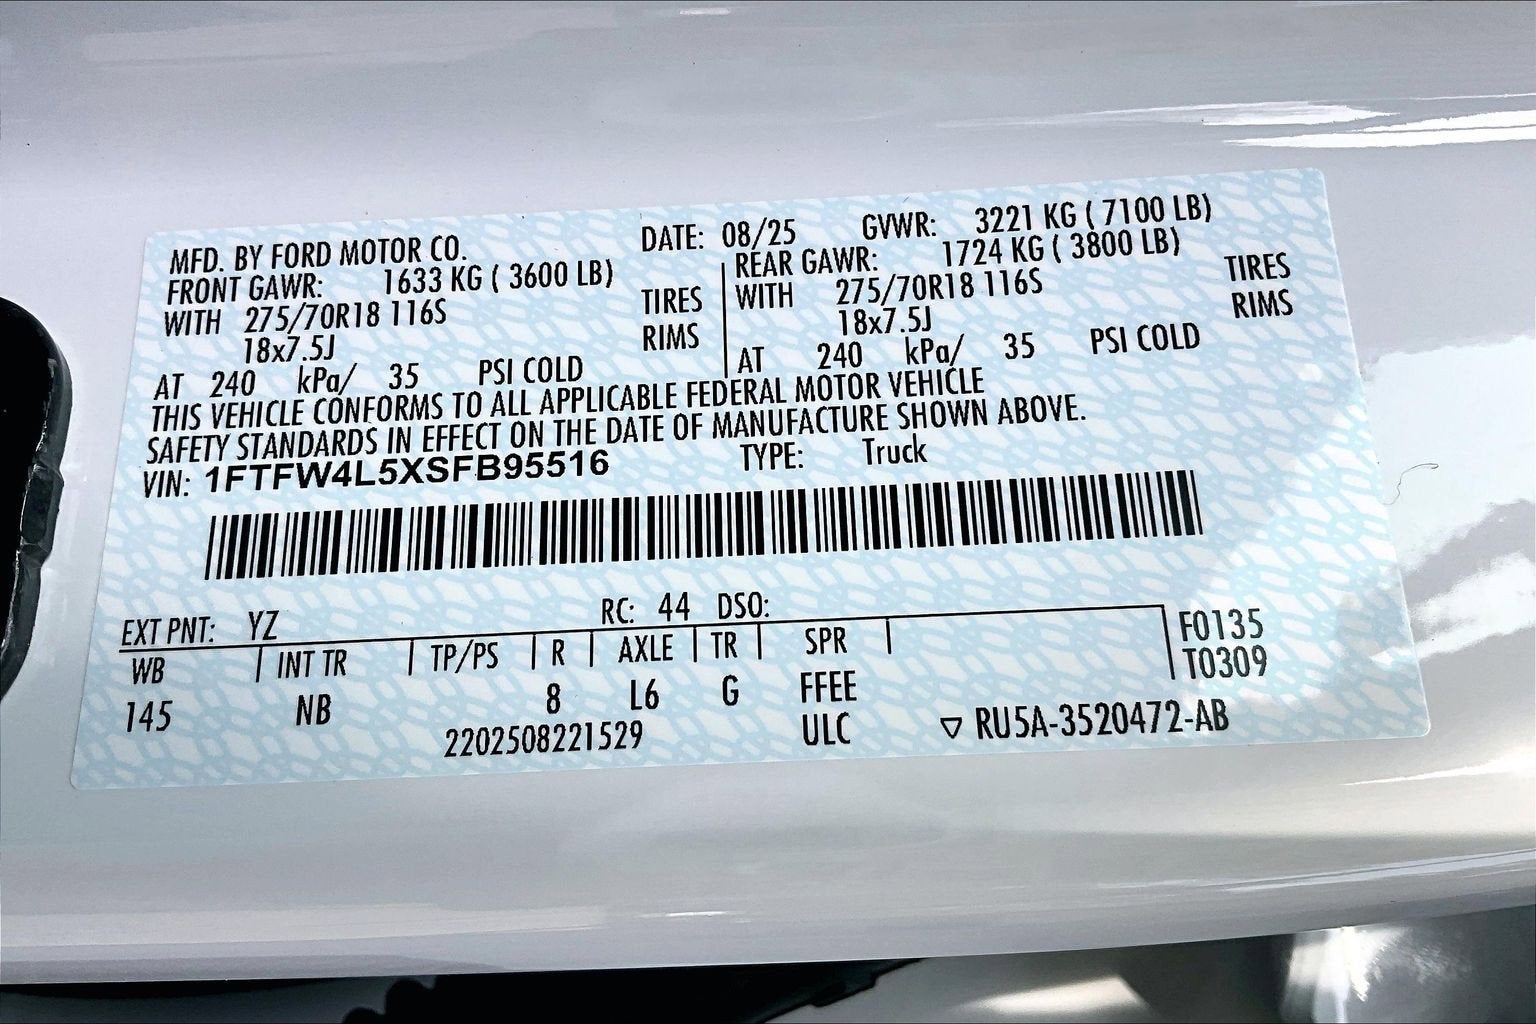 MFD. BY FORD MOTOR CO. DATE: 08/25 GVWR: 3221 KG ( 7100 LB)
FRONT GAWR: 1633 KG ( 3600 LB) REAR GAWR: 1724 KG ( 3800 LB)
WITH 275/70R18 116S TIRES WITH 275/70R18 116S TIRES
18x7.5J RIMS 18x7.5J RIMS
AT 240 kPa/ 35 PSI COLD AT 240 kPa/ 35 PSI COLD
THIS VEHICLE CONFORMS TO ALL APPLICABLE FEDERAL MOTOR VEHICLE
SAFETY STANDARDS IN EFFECT ON THE DATE OF MANUFACTURE SHOWN ABOVE.
VIN: 1FTFW4L5XSFB95516 TYPE: Truck
EXT PNT: YZ RC: 44 DSO: F0135
WB INT TR TP/PS R AXLE TR SPR T0309
145 NB 8 L6 G FFEE
2202508221529 ULC ▽ RU5A-3520472-AB